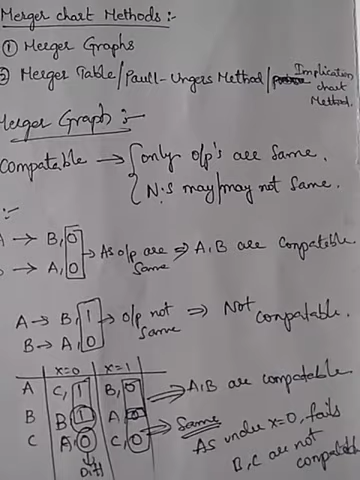 Merger chart Methods:-
① Merger Graphs
② Merger Table/Paull-Ungers Method/ Implication chart Method.
Merger Graph:-
Compatable → { only o/p's are same.
N.S may/may not same.
:-
A → B, 0
→ A, 0
→ As o/p are same ⇒ A,B are compatable
A → B, 1
B → A, 0
→ o/p not same ⇒ Not compatable.
x=0 x=1
A C, 1 B, 0 ⇒ A,B are compatable.
B B, 1 A, 0
C A, 0 C, 0 ⇒ Same
Diff
As under x=0, fails
B, C are not compatable